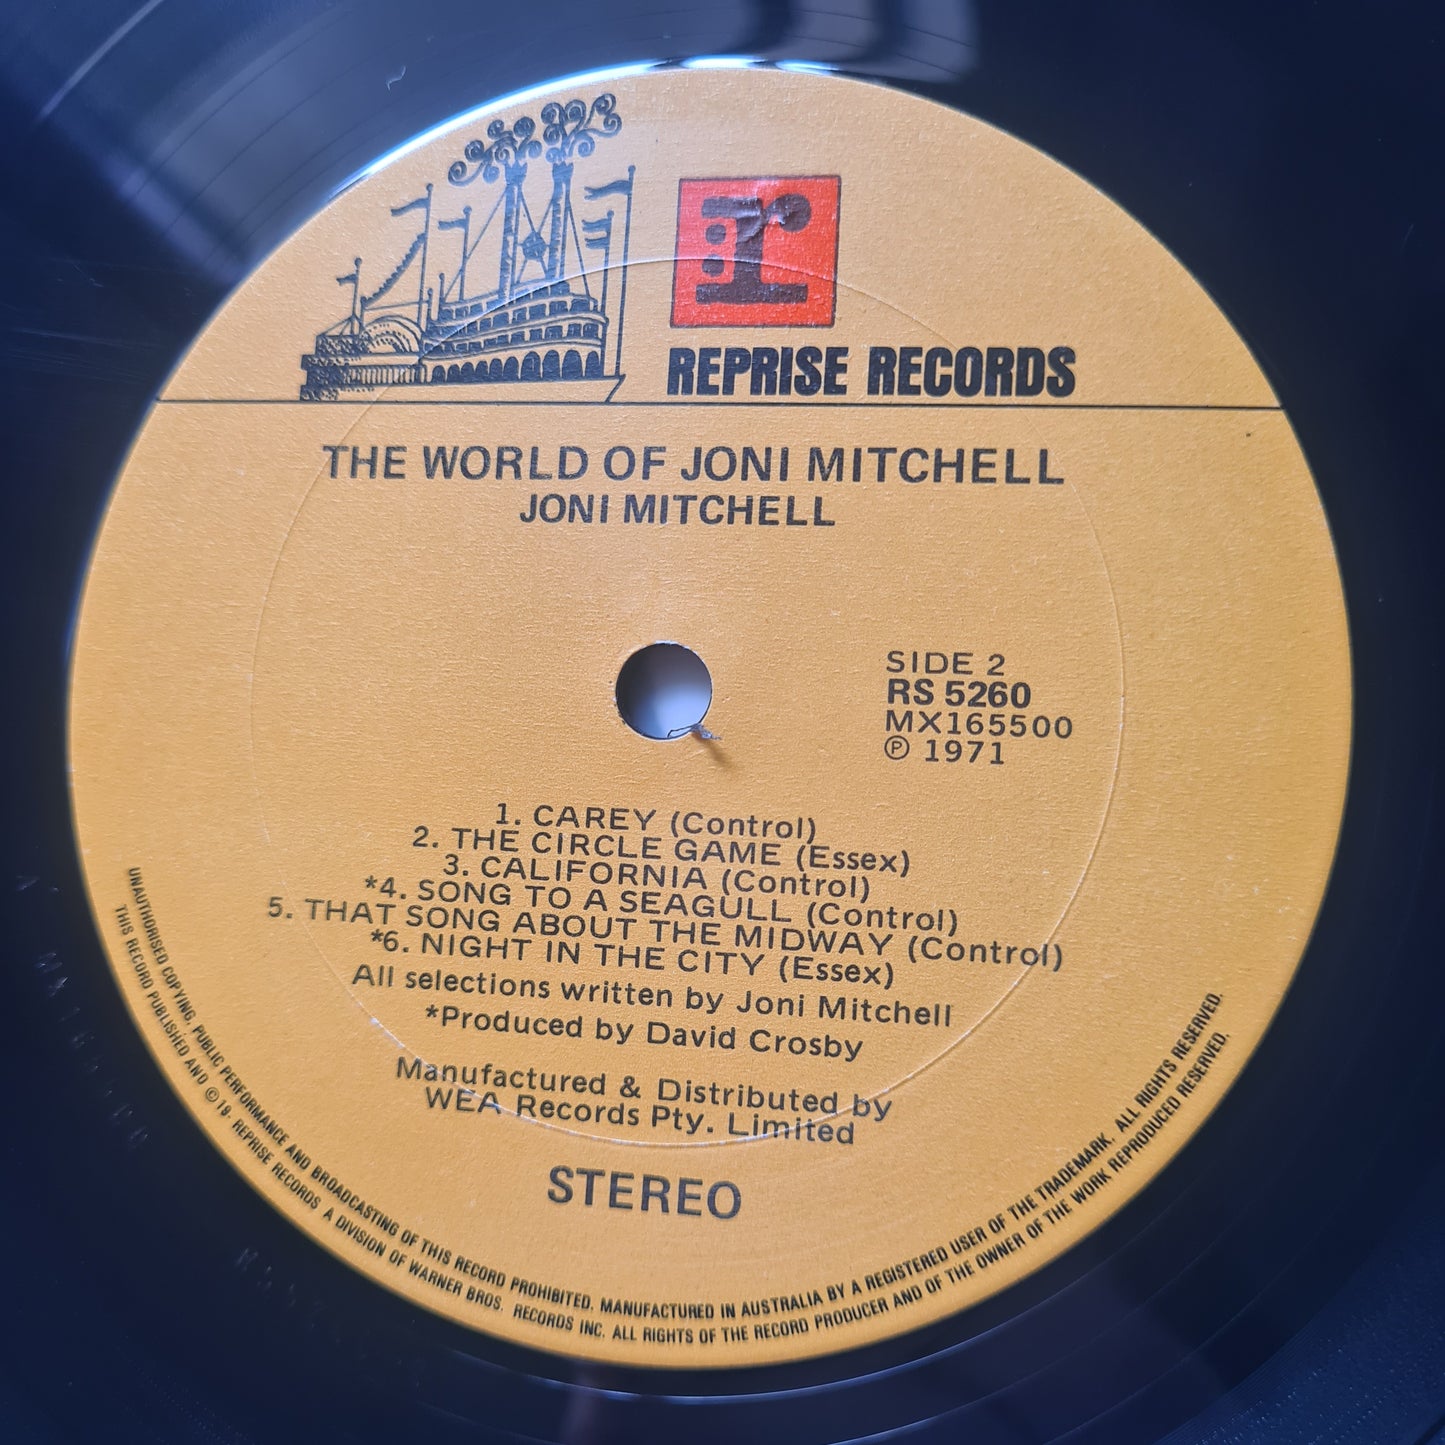 r:
REPRISE RECORDS
THE WORLD OF JONI MITCHELL
JONI MITCHELL
SIDE 2
RS 5260
MX165500
Ⓟ 1971
1. CAREY (Control)
2. THE CIRCLE GAME (Essex)
3. CALIFORNIA (Control)
*4. SONG TO A SEAGULL (Control)
5. THAT SONG ABOUT THE MIDWAY (Control)
*6. NIGHT IN THE CITY (Essex)
All selections written by Joni Mitchell
*Produced by David Crosby
Manufactured & Distributed by
WEA Records Pty. Limited
STEREO
UNAUTHORISED COPYING, PUBLIC PERFORMANCE AND BROADCASTING OF THIS RECORD PROHIBITED. MANUFACTURED IN AUSTRALIA BY A REGISTERED USER OF THE TRADEMARK. ALL RIGHTS RESERVED.
THIS RECORD PUBLISHED AND © 19- REPRISE RECORDS A DIVISION OF WARNER BROS. RECORDS INC. ALL RIGHTS OF THE RECORD PRODUCER AND OF THE OWNER OF THE WORK REPRODUCED RESERVED.